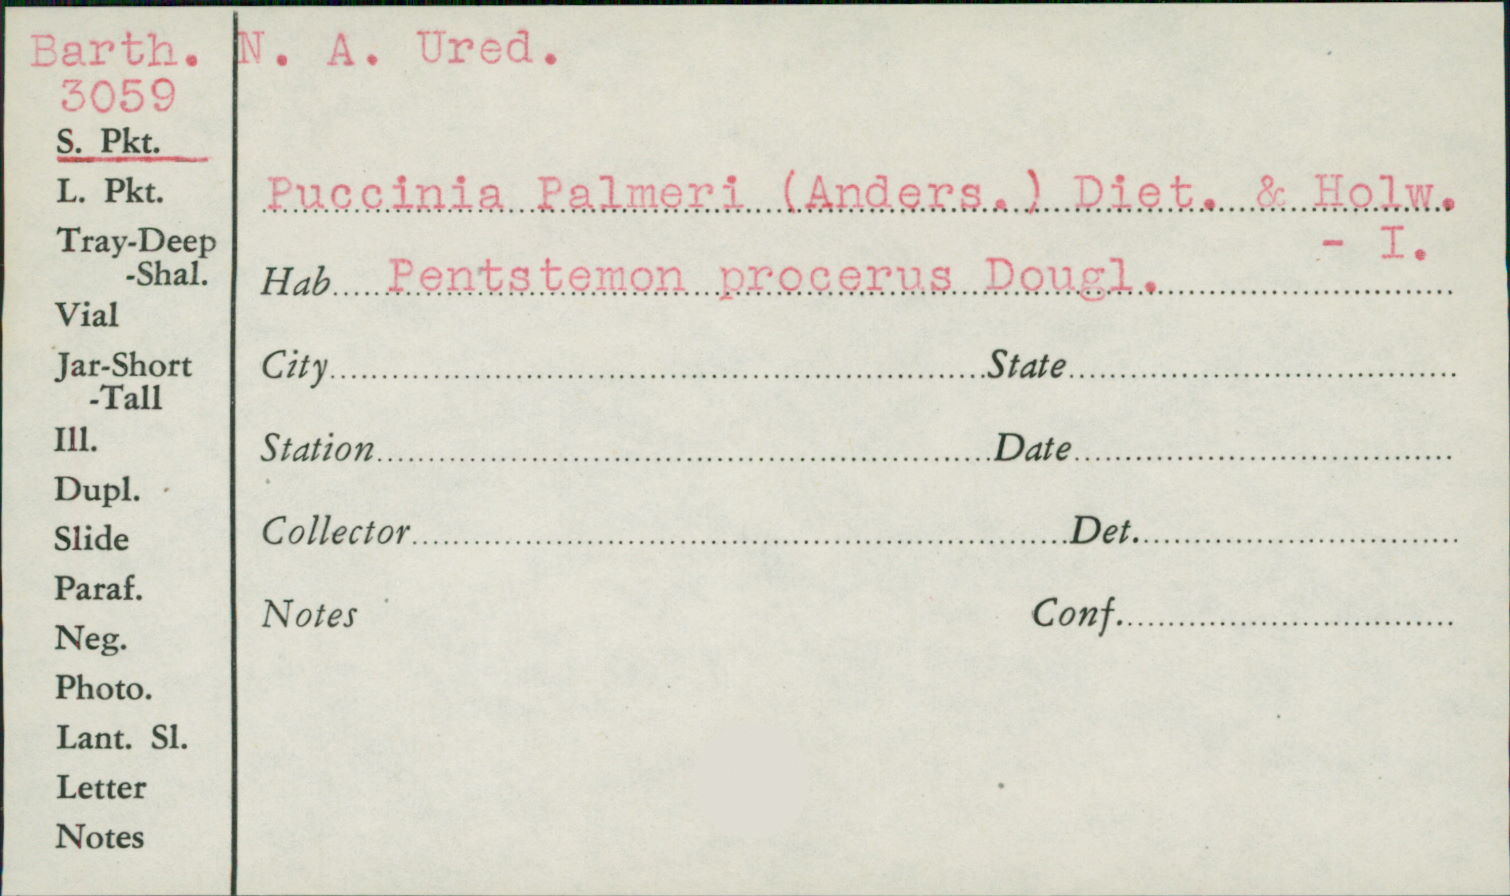 Barth. N. A. Ured.
3059
S. Pkt.
L. Pkt.
Tray-Deep
-Shal.
Vial
Jar-Short
-Tall
Ill.
Dupl.
Slide
Paraf.
Neg.
Photo.
Lant. Sl.
Letter
Notes
Puccinia Palmeri (Anders.) Diet. & Holw.
- I.
Hab Pentstemon procerus Dougl.
City State
Station Date
Collector Det.
Notes Conf.